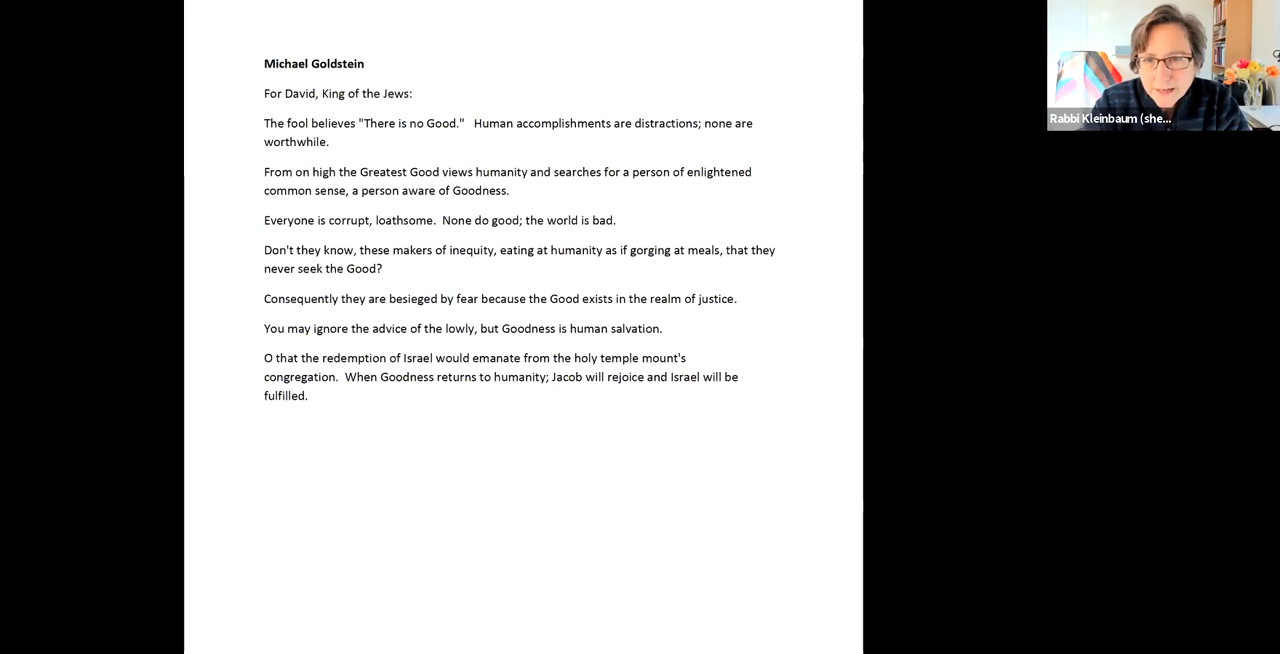 Michael Goldstein
For David, King of the Jews:
The fool believes "There is no Good."   Human accomplishments are distractions; none are
worthwhile.
From on high the Greatest Good views humanity and searches for a person of enlightened
common sense, a person aware of Goodness.
Everyone is corrupt, loathsome.  None do good; the world is bad.
Don't they know, these makers of inequity, eating at humanity as if gorging at meals, that they
never seek the Good?
Consequently they are besieged by fear because the Good exists in the realm of justice.
You may ignore the advice of the lowly, but Goodness is human salvation.
O that the redemption of Israel would emanate from the holy temple mount's
congregation.  When Goodness returns to humanity; Jacob will rejoice and Israel will be
fulfilled.
Rabbi Kleinbaum (she...